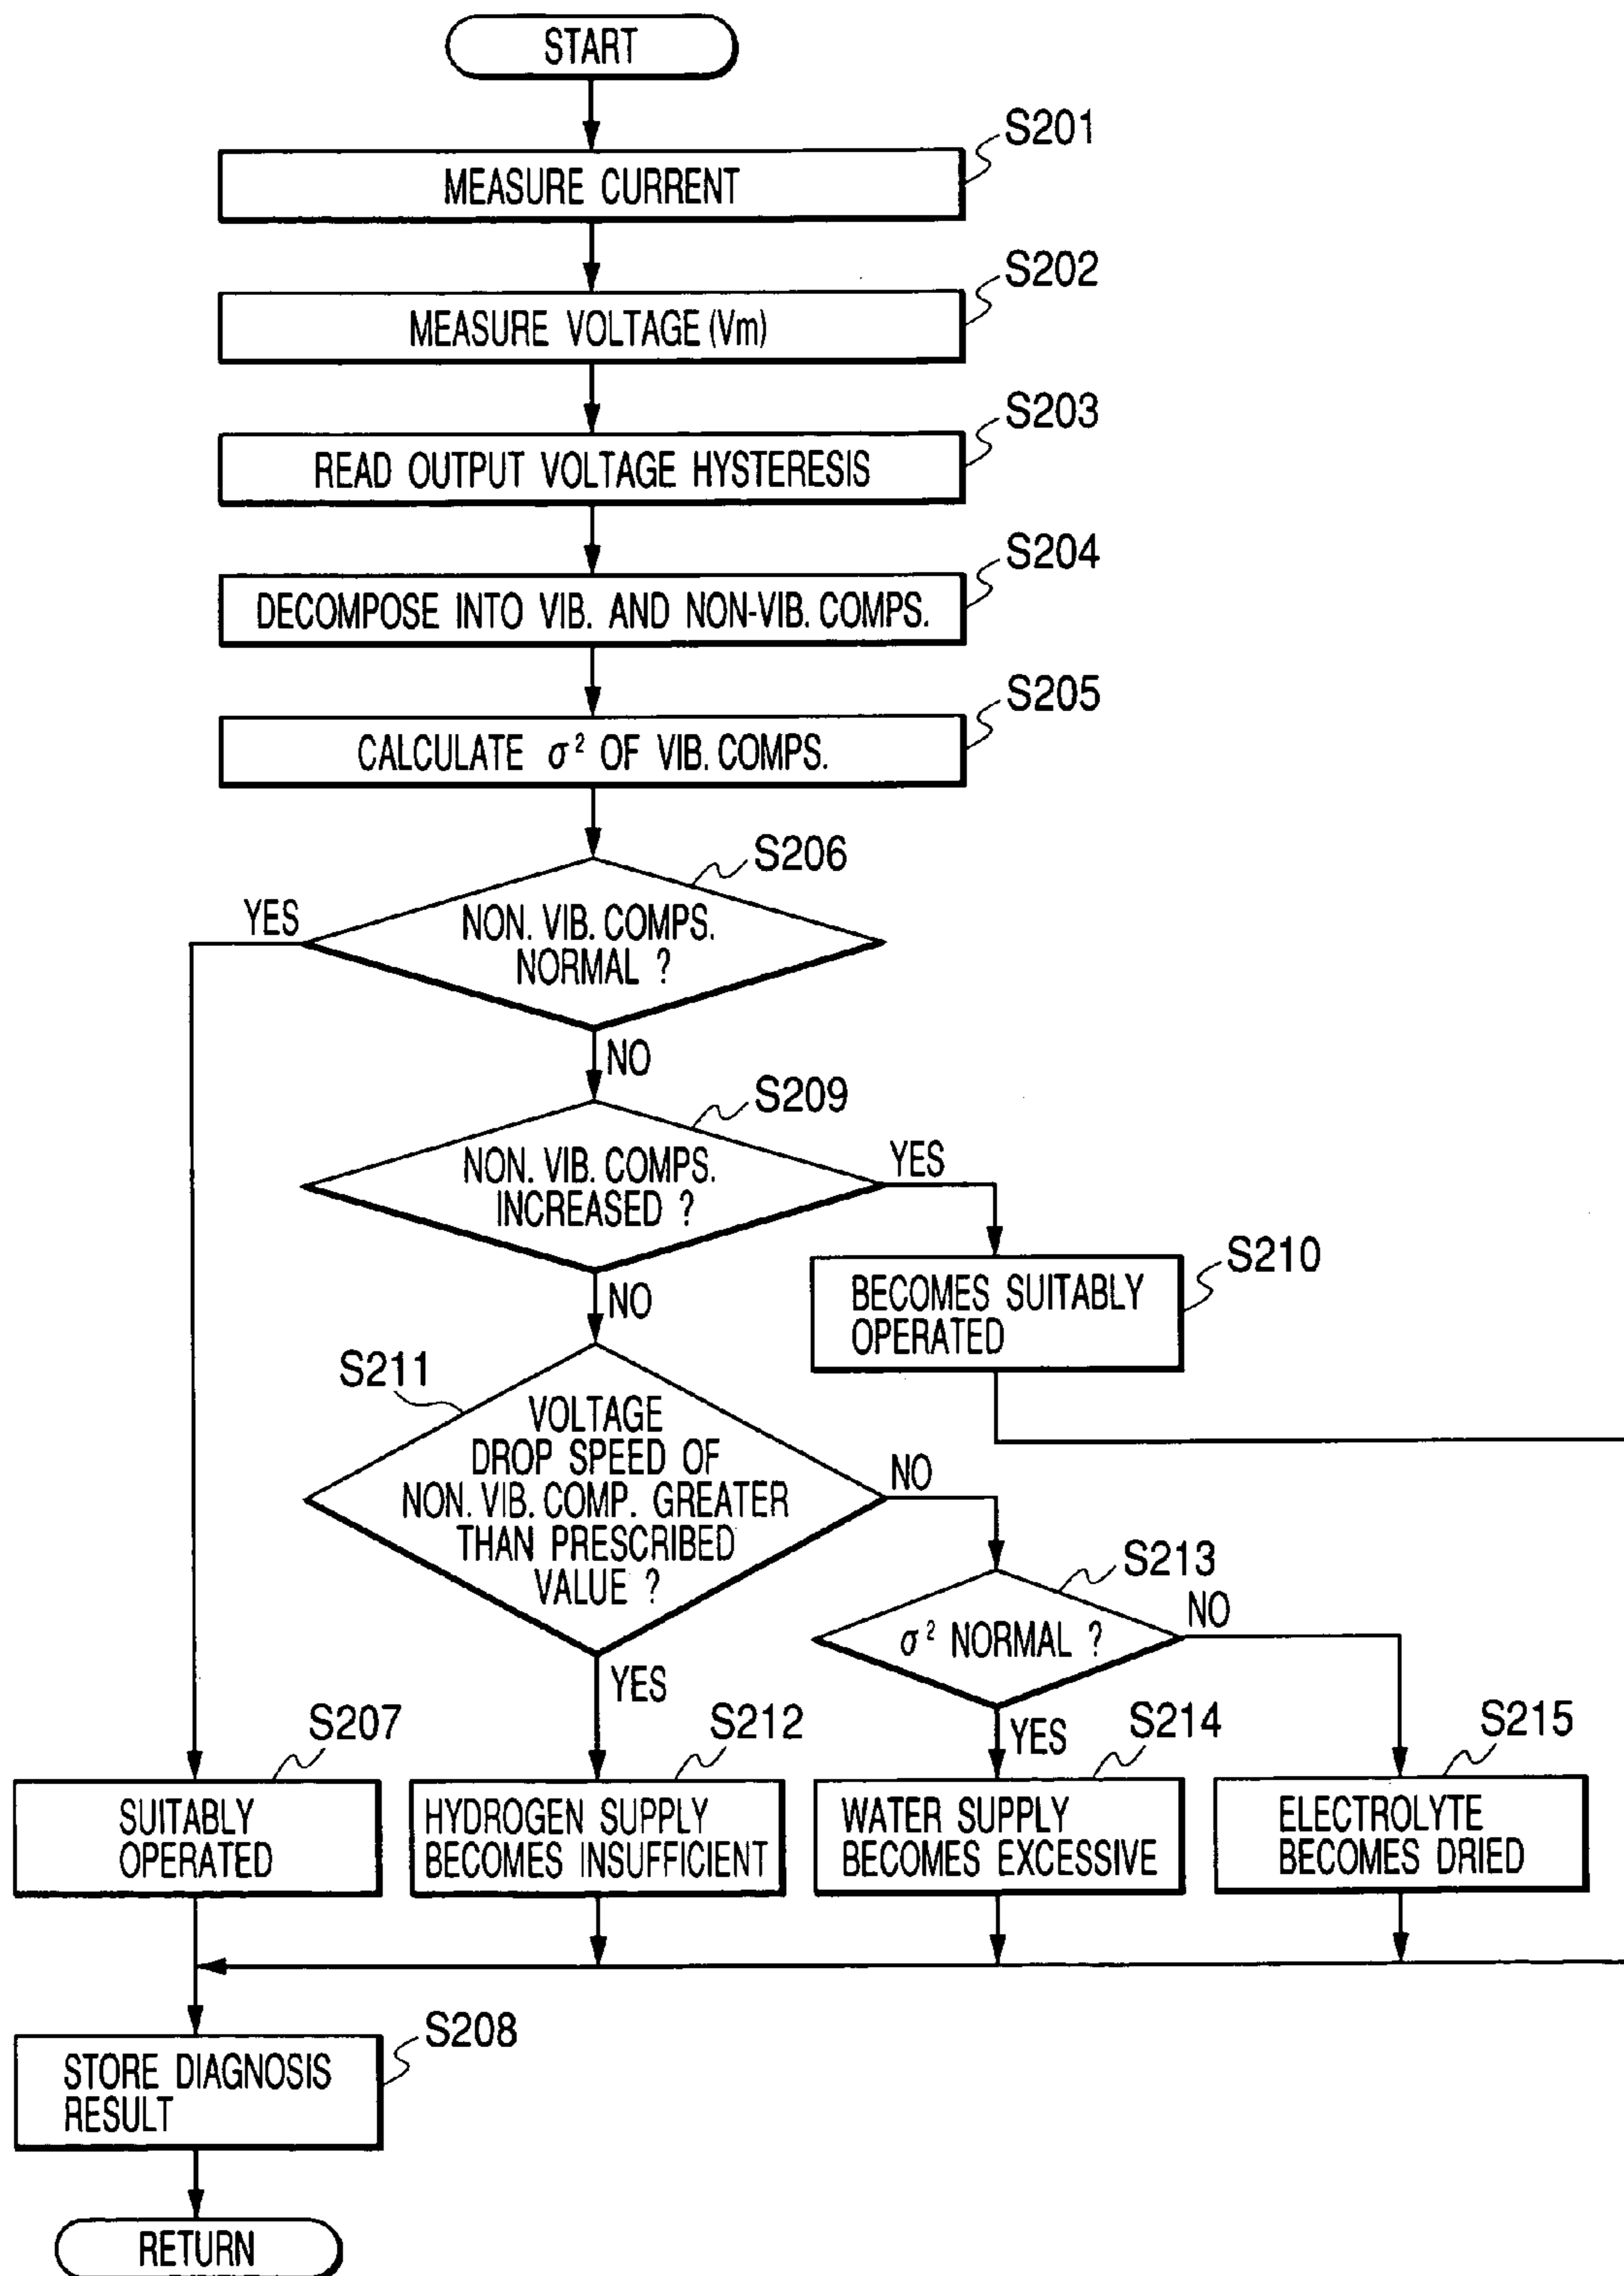 START
S201
MEASURE CURRENT
S202
MEASURE VOLTAGE (Vm)
S203
READ OUTPUT VOLTAGE HYSTERESIS
S204
DECOMPOSE INTO VIB. AND NON-VIB. COMPS.
S205
CALCULATE σ² OF VIB. COMPS.
S206
YES
NON. VIB. COMPS.
NORMAL ?
NO
S209
NON. VIB. COMPS.
INCREASED ?
YES
NO
S210
BECOMES SUITABLY
OPERATED
S211
VOLTAGE
DROP SPEED OF
NON. VIB. COMP. GREATER
THAN PRESCRIBED
VALUE ?
NO
YES
S213
σ² NORMAL ?
NO
YES
S207
SUITABLY
OPERATED
S212
HYDROGEN SUPPLY
BECOMES INSUFFICIENT
S214
WATER SUPPLY
BECOMES EXCESSIVE
S215
ELECTROLYTE
BECOMES DRIED
S208
STORE DIAGNOSIS
RESULT
RETURN